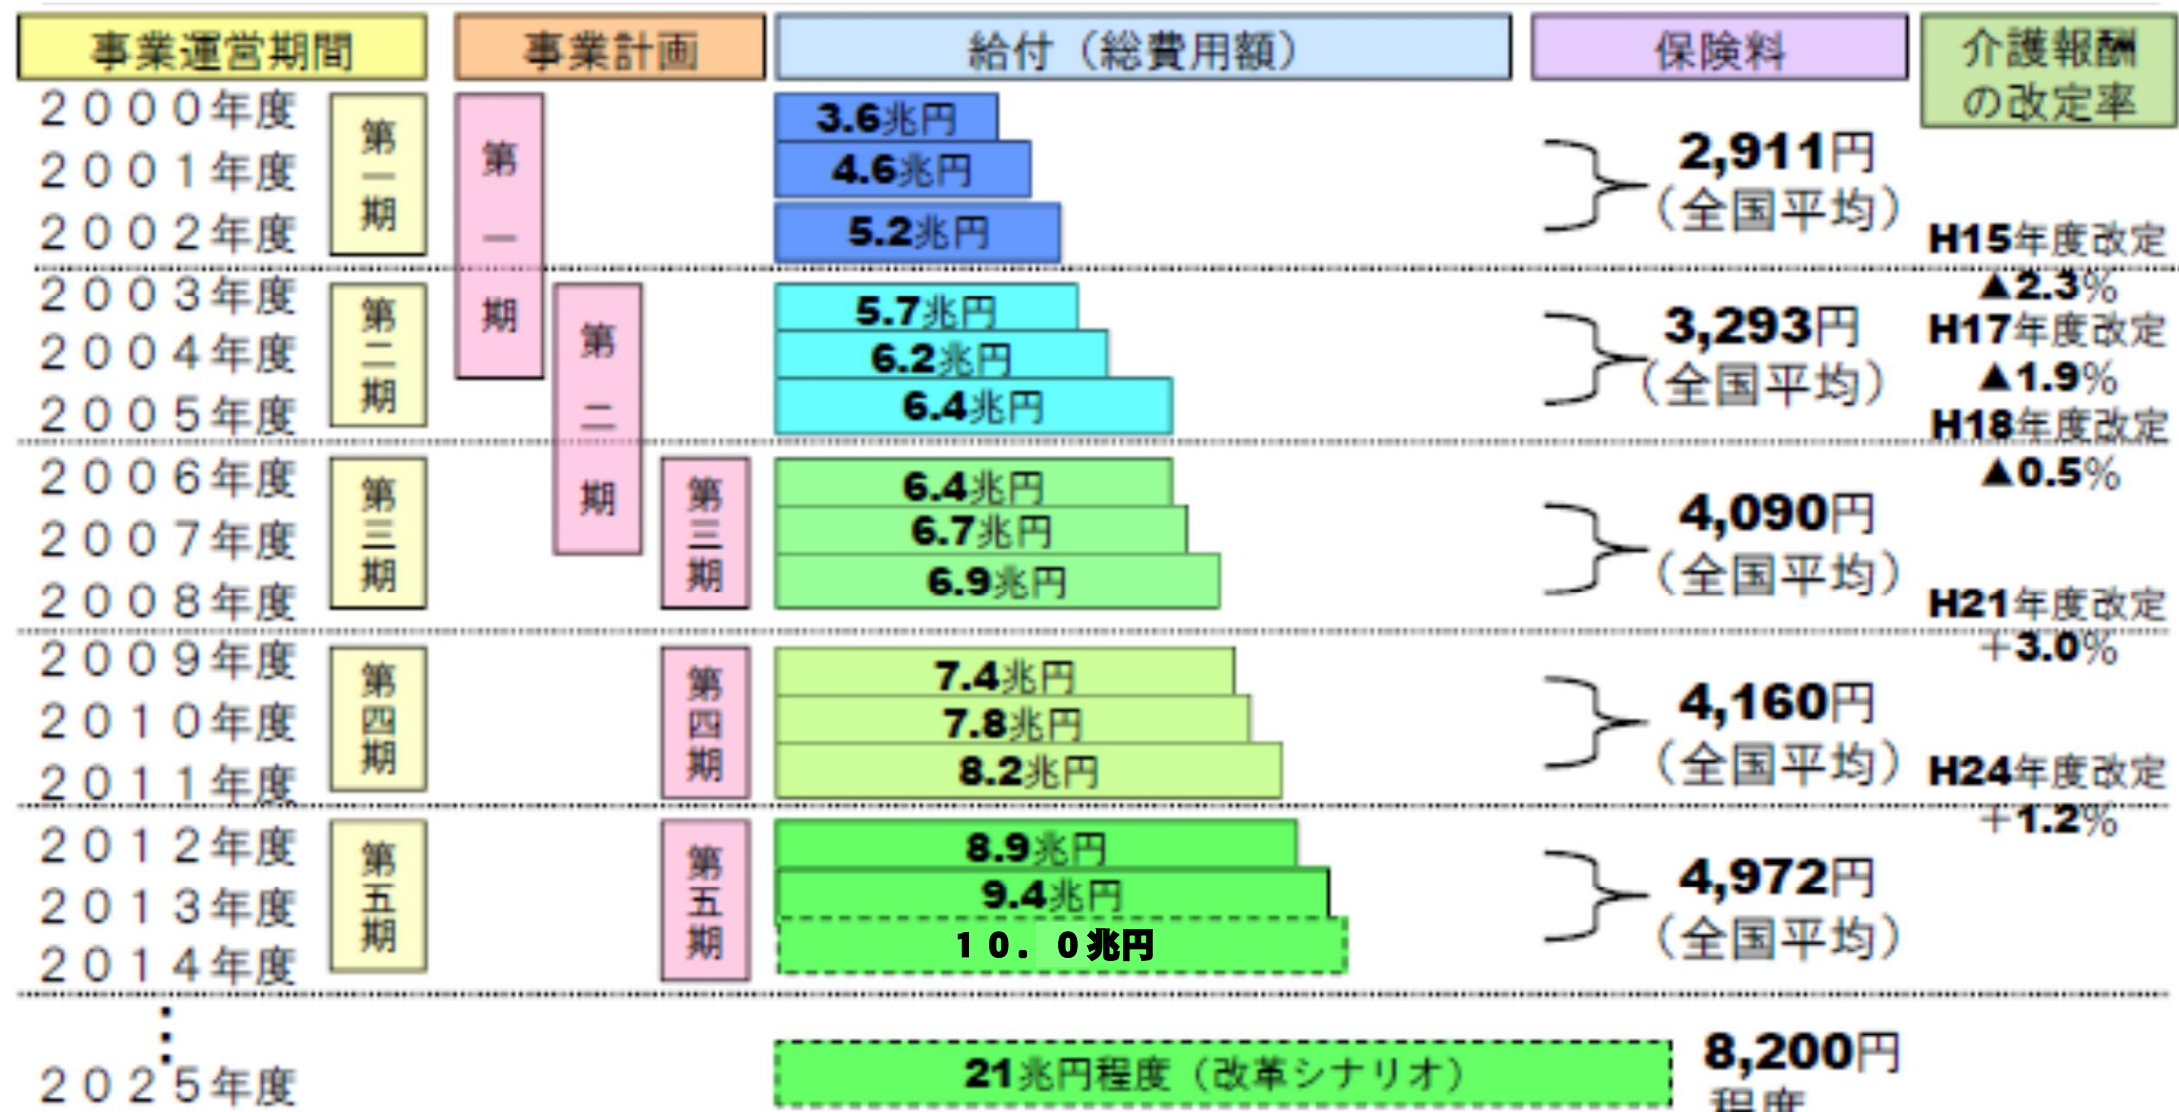 事業運営期間
事業計画
給付（総費用額）
保険料
介護報酬
の改定率
２０００年度
２００１年度
２００２年度
第一期
第一期
3.6兆円
4.6兆円
5.2兆円
2,911円
（全国平均）
H15年度改定
▲2.3%
２００３年度
２００４年度
２００５年度
第二期
第二期
5.7兆円
6.2兆円
6.4兆円
3,293円
（全国平均）
H17年度改定
▲1.9%
H18年度改定
▲0.5%
２００６年度
２００７年度
２００８年度
第三期
第三期
6.4兆円
6.7兆円
6.9兆円
4,090円
（全国平均）
H21年度改定
＋3.0%
２００９年度
２０１０年度
２０１１年度
第四期
第四期
7.4兆円
7.8兆円
8.2兆円
4,160円
（全国平均）
H24年度改定
＋1.2%
２０１２年度
２０１３年度
２０１４年度
第五期
第五期
8.9兆円
9.4兆円
１０．０兆円
4,972円
（全国平均）
２０２５年度
21兆円程度（改革シナリオ）
8,200円
程度